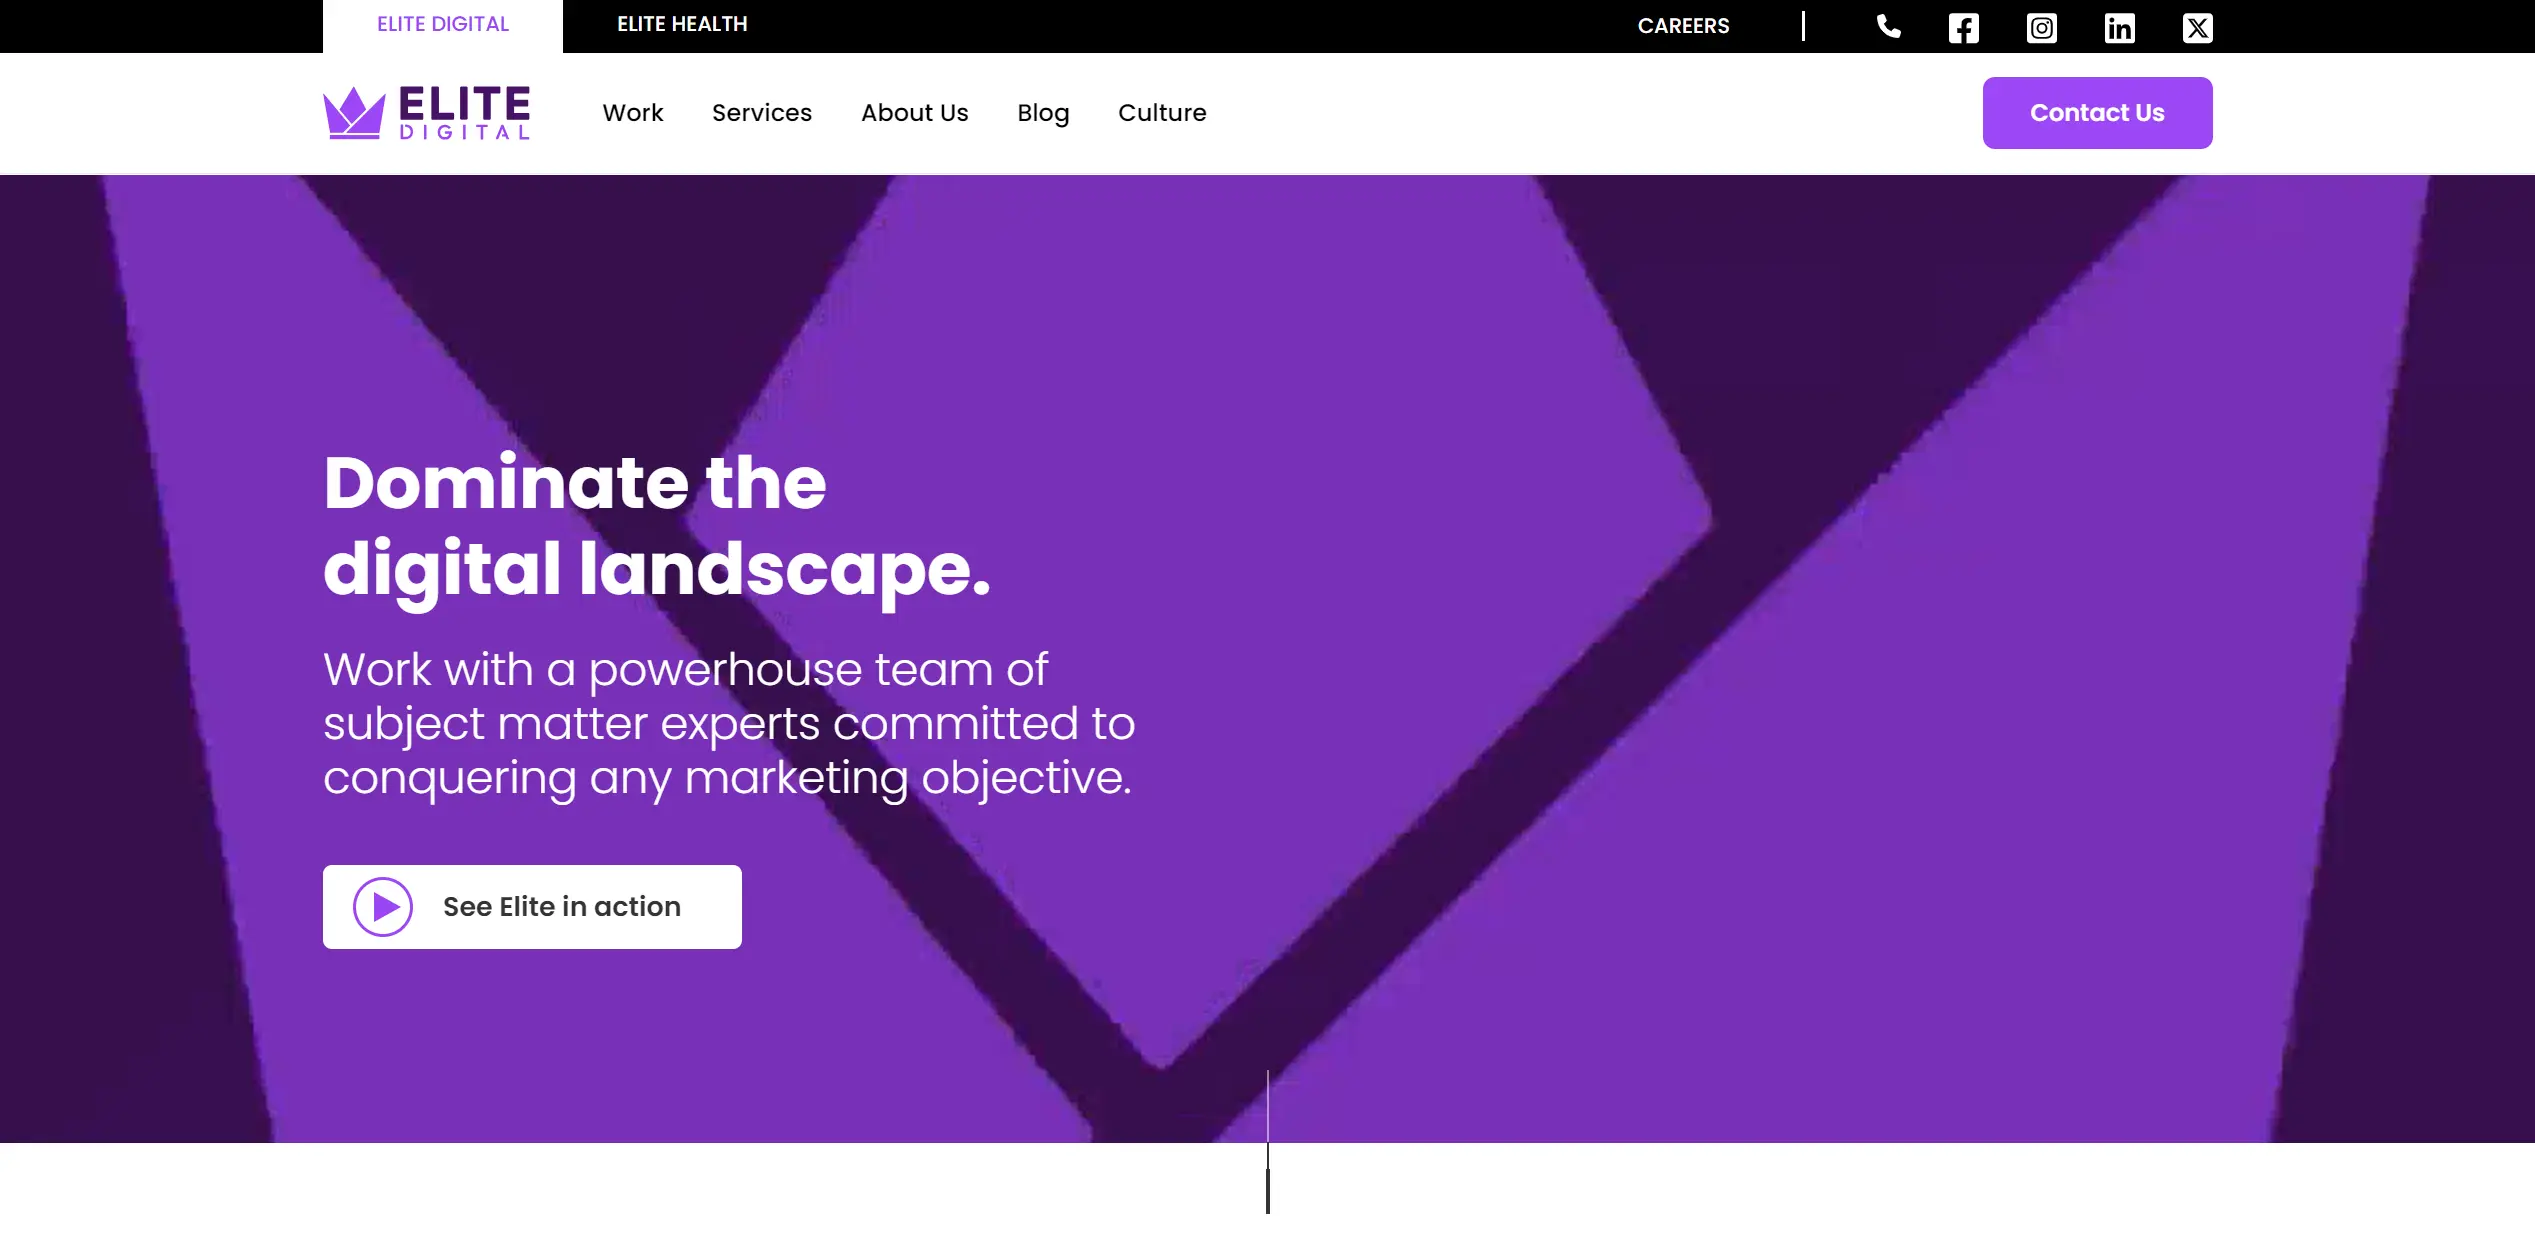 ELITE DIGITAL
ELITE HEALTH
CAREERS
ELITE
DIGITAL
Work
Services
About Us
Blog
Culture
Contact Us
Dominate the
digital landscape.
Work with a powerhouse team of
subject matter experts committed to
conquering any marketing objective.
See Elite in action